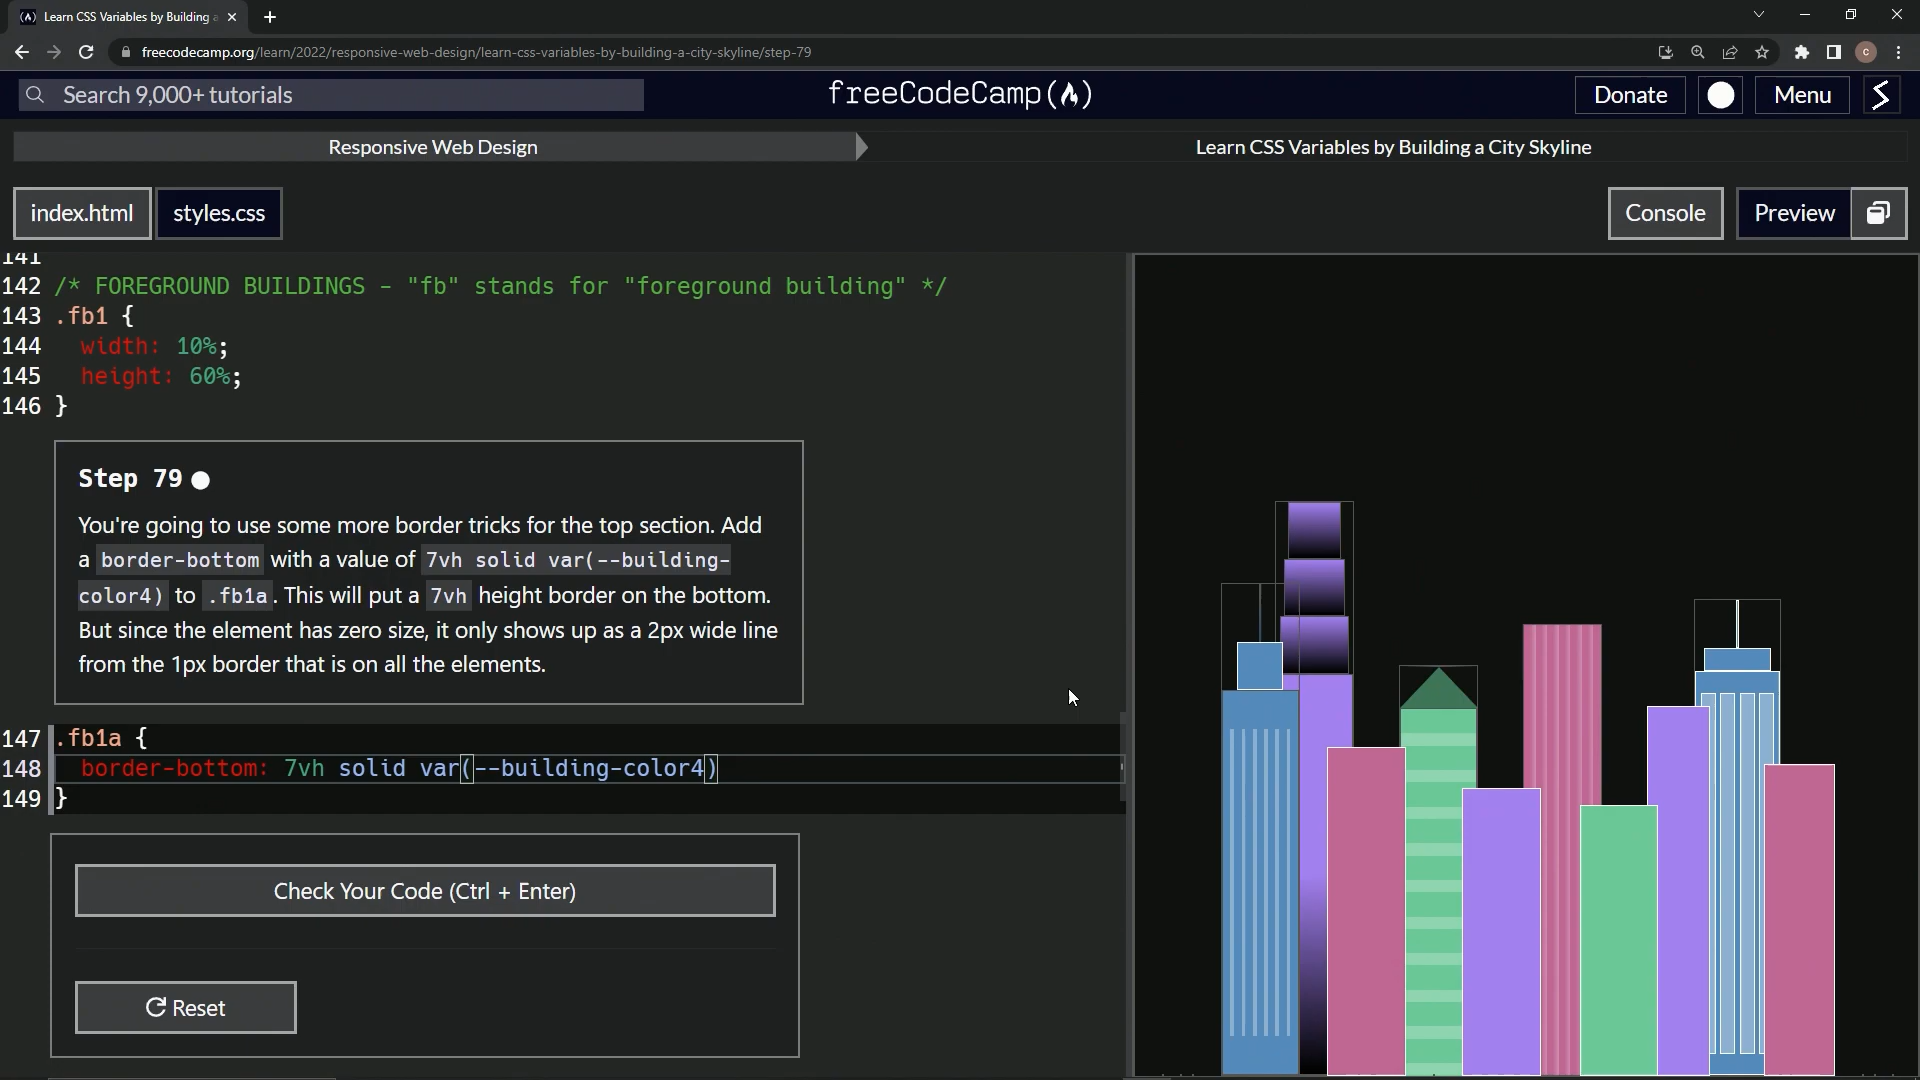 Learn CSS Variables by Building a
freecodecamp.org/learn/2022/responsive-web-design/learn-css-variables-by-building-a-city-skyline/step-79
C
Search 9,000+ tutorials
freeCodeCamp
Donate
Menu
Responsive Web Design
Learn CSS Variables by Building a City Skyline
index.html
styles.css
Console
Preview
141
142 /* FOREGROUND BUILDINGS - "fb" stands for "foreground building" */
143 .fb1 {
144 width: 10%;
145 height: 60%;
146 }
Step 79
You're going to use some more border tricks for the top section. Add
a border-bottom with a value of 7vh solid var(--building-
color4) to .fb1a. This will put a 7vh height border on the bottom.
But since the element has zero size, it only shows up as a 2px wide line
from the 1px border that is on all the elements.
147 .fb1a {
148 border-bottom: 7vh solid var(--building-color4)
149 }
Check Your Code (Ctrl + Enter)
Reset